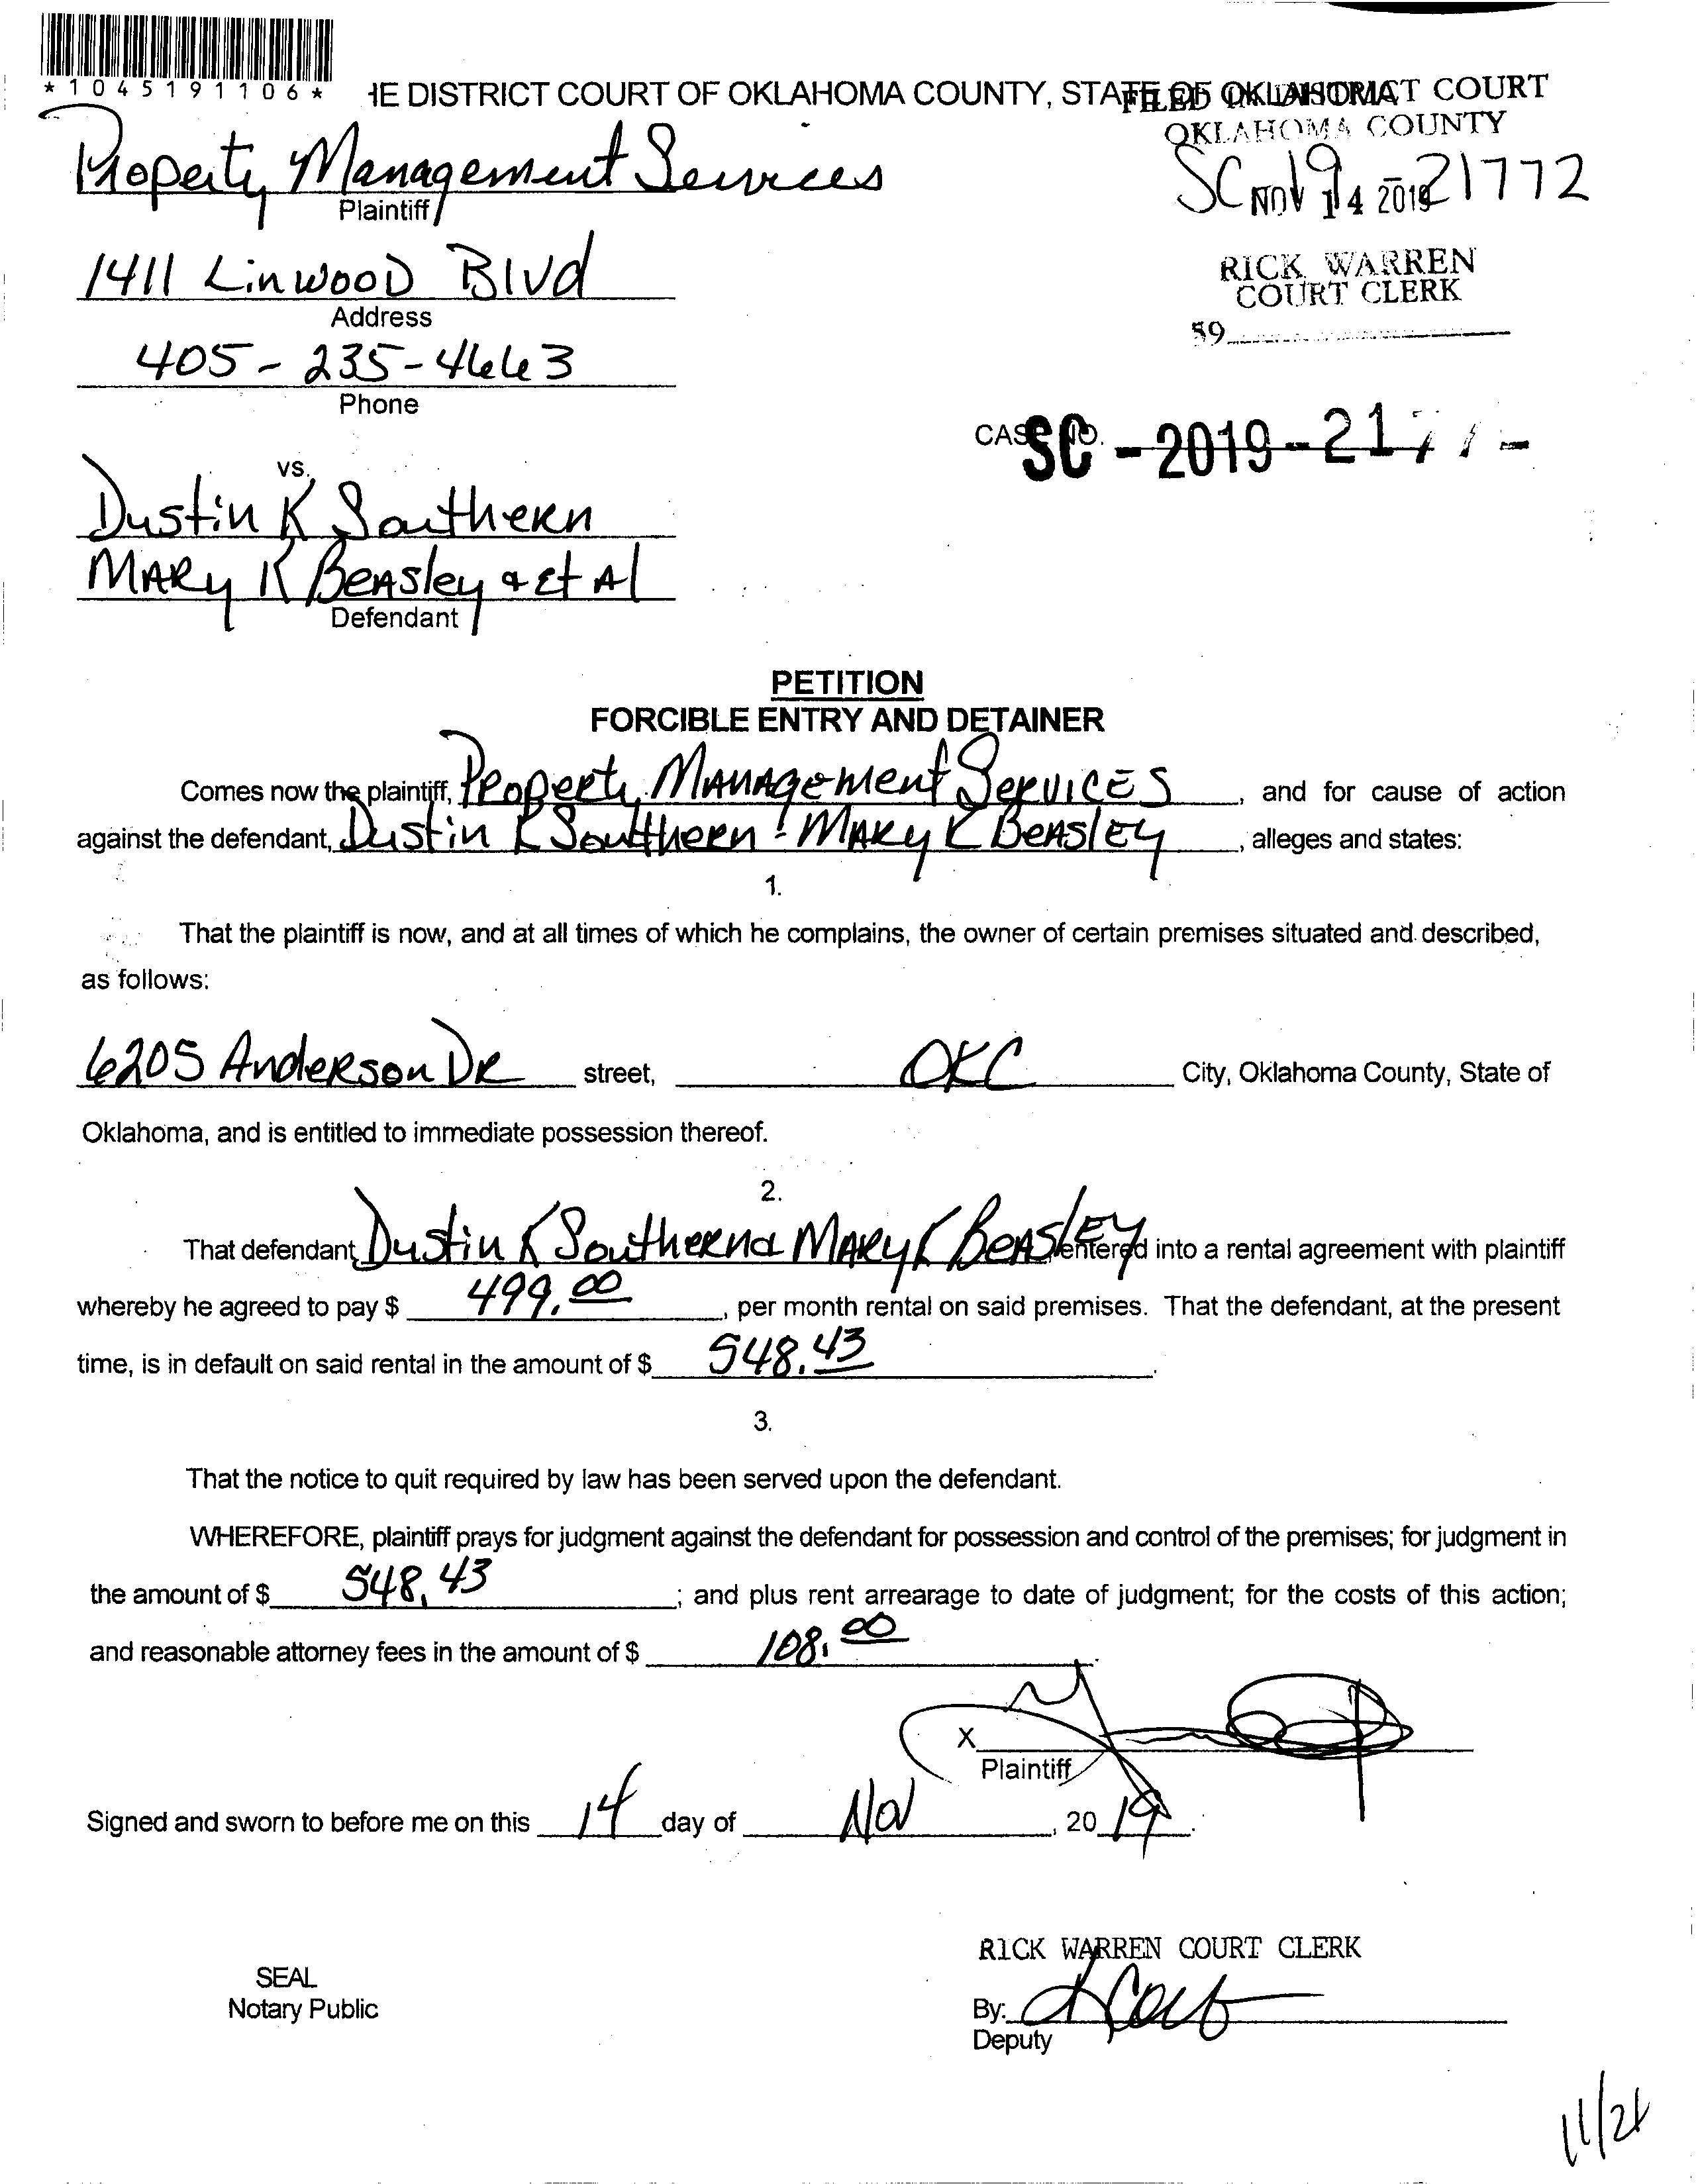 *1045191106*
HE DISTRICT COURT OF OKLAHOMA COUNTY, STATE OF OKLAHOMA
FILED IN DISTRICT COURT
OKLAHOMA COUNTY
Property Management Services
Plaintiff
SC 19 - 21772
NOV 14 2019
1411 Linwood Blvd
Address
RICK WARREN
COURT CLERK
59
405-235-4663
Phone
CASE NO.
SC - 2019 - 217
vs.
Dustin K Southern
MARy K BEASley & Et Al
Defendant
PETITION
FORCIBLE ENTRY AND DETAINER
Comes now the plaintiff, Property MANAgement SERVICES, and for cause of action
against the defendant, Dustin K Southern & MARy K BEASlEy, alleges and states:
1.
That the plaintiff is now, and at all times of which he complains, the owner of certain premises situated and described,
as follows:
6205 Anderson DR street, OKC City, Oklahoma County, State of
Oklahoma, and is entitled to immediate possession thereof.
2.
That defendant, Dustin K Southern & MARy K BEASlEy entered into a rental agreement with plaintiff
whereby he agreed to pay $ 499.00, per month rental on said premises. That the defendant, at the present
time, is in default on said rental in the amount of $ 548.43.
3.
That the notice to quit required by law has been served upon the defendant.
WHEREFORE, plaintiff prays for judgment against the defendant for possession and control of the premises; for judgment in
the amount of $ 548.43; and plus rent arrearage to date of judgment; for the costs of this action;
and reasonable attorney fees in the amount of $ 108.00.
X
Plaintiff
Signed and sworn to before me on this 14 day of Nov, 2019.
RICK WARREN COURT CLERK
SEAL
Notary Public
By:
Deputy
11/21